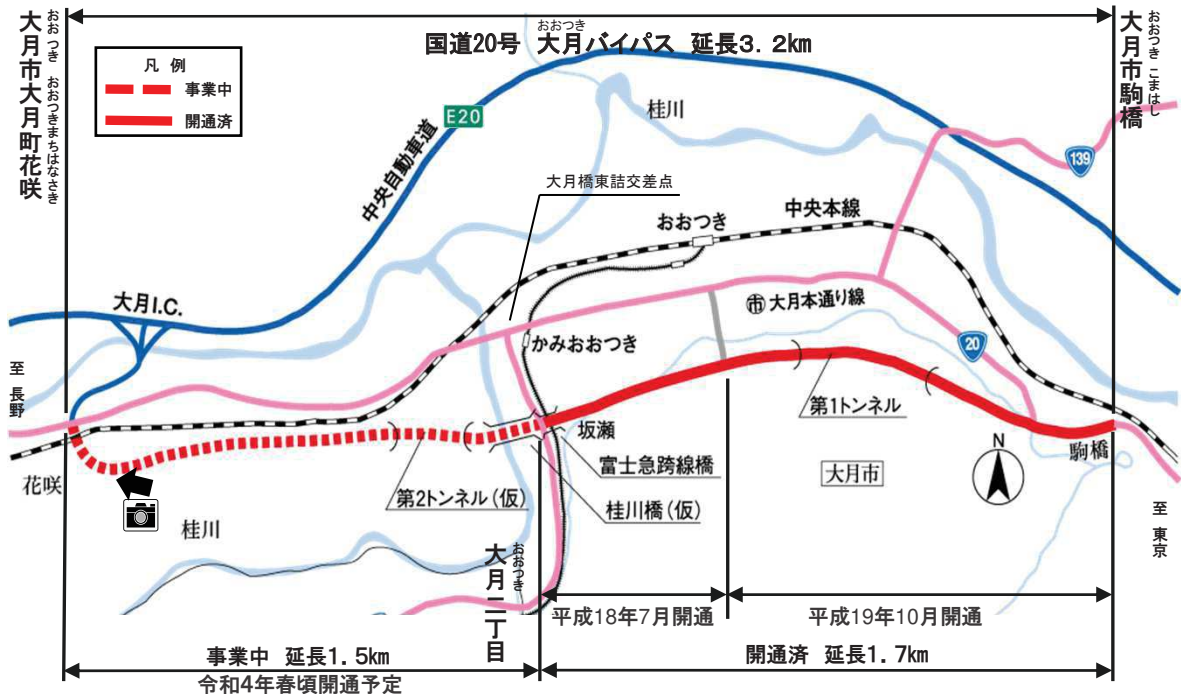 国道20号 大月バイパス 延長3.2km
おおつき
大月市大月町花咲
おお つき おおつきまちはなさき
大月市駒橋
おおつき こまはし
凡 例
事業中
開通済
E20
中央自動車道
桂川
139
大月橋東詰交差点
おおつき
中央本線
大月I.C.
市 大月本通り線
かみおおつき
20
至 長野
第1トンネル
坂瀬
富士急跨線橋
駒橋
N
大月市
花咲
第2トンネル(仮)
桂川橋(仮)
至 東京
桂川
大月二丁目
おおつき
平成18年7月開通
平成19年10月開通
事業中 延長1.5km
開通済 延長1.7km
令和4年春頃開通予定